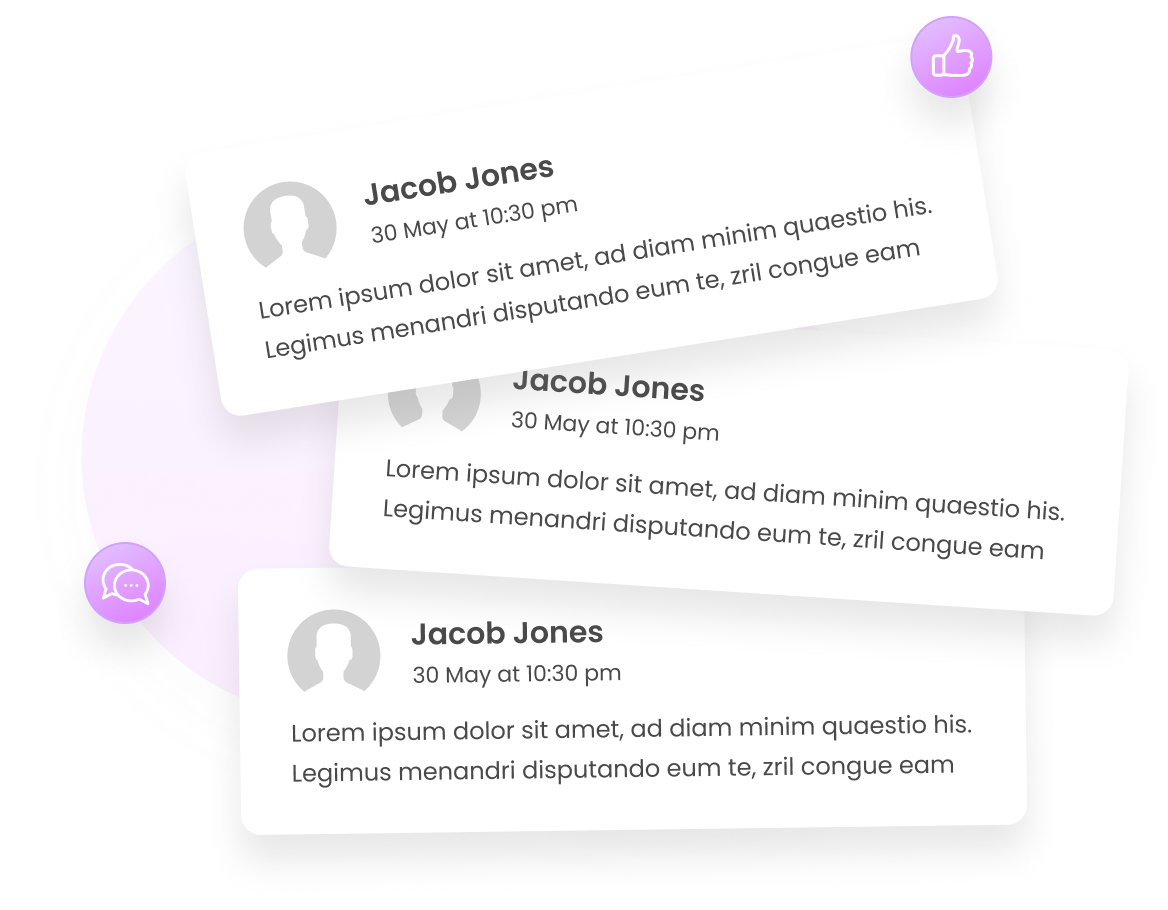 Jacob Jones
30 May at 10:30 pm
Lorem ipsum dolor sit amet, ad diam minim quaestio his.
Legimus menandri disputando eum te, zril congue eam
Jacob Jones
30 May at 10:30 pm
Lorem ipsum dolor sit amet, ad diam minim quaestio his.
Legimus menandri disputando eum te, zril congue eam
Jacob Jones
30 May at 10:30 pm
Lorem ipsum dolor sit amet, ad diam minim quaestio his.
Legimus menandri disputando eum te, zril congue eam